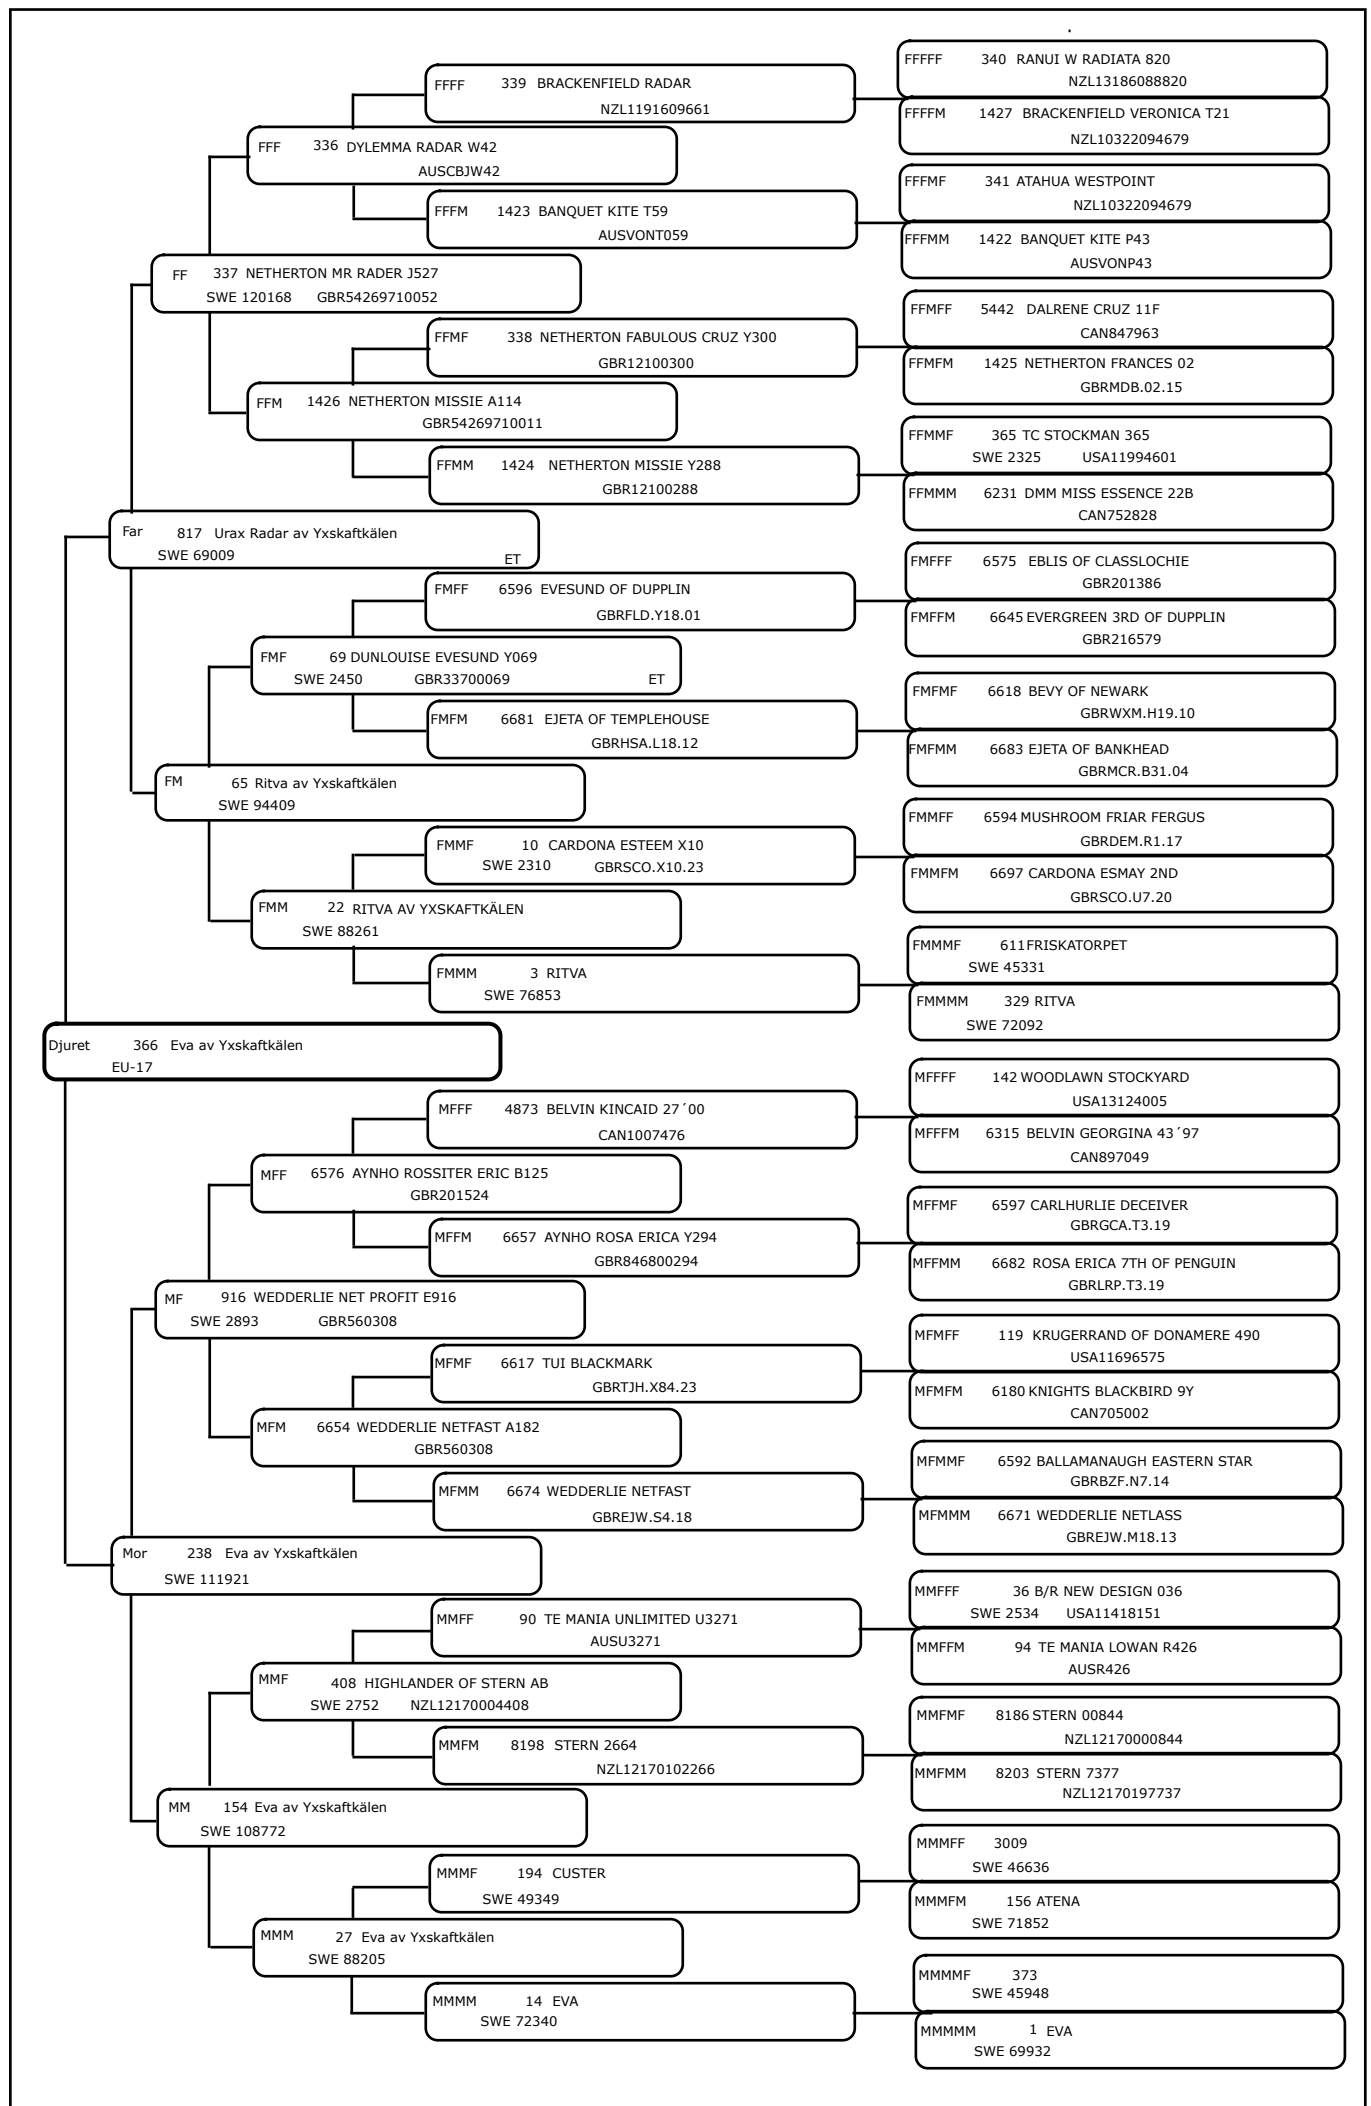 FFFFF 340 RANUI W RADIATA 820
NZL13186088820
FFFF 339 BRACKENFIELD RADAR
NZL1191609661
FFFFM 1427 BRACKENFIELD VERONICA T21
NZL10322094679
FFF 336 DYLEMMA RADAR W42
AUSCBJW42
FFFMF 341 ATAHUA WESTPOINT
NZL10322094679
FFFM 1423 BANQUET KITE T59
AUSVONT059
FFFMM 1422 BANQUET KITE P43
AUSVONP43
FF 337 NETHERTON MR RADER J527
SWE 120168 GBR54269710052
FFMFF 5442 DALRENE CRUZ 11F
CAN847963
FFMF 338 NETHERTON FABULOUS CRUZ Y300
GBR12100300
FFMFM 1425 NETHERTON FRANCES 02
GBRMDB.02.15
FFM 1426 NETHERTON MISSIE A114
GBR54269710011
FFMMF 365 TC STOCKMAN 365
SWE 2325 USA11994601
FFMM 1424 NETHERTON MISSIE Y288
GBR12100288
FFMMM 6231 DMM MISS ESSENCE 22B
CAN752828
Far 817 Urax Radar av Yxskaftkälen
SWE 69009 ET
FMFFF 6575 EBLIS OF CLASSLOCHIE
GBR201386
FMFF 6596 EVESUND OF DUPPLIN
GBRFLD.Y18.01
FMFFM 6645 EVERGREEN 3RD OF DUPPLIN
GBR216579
FMF 69 DUNLOUISE EVESUND Y069
SWE 2450 GBR33700069 ET
FMFMF 6618 BEVY OF NEWARK
GBRWXM.H19.10
FMFM 6681 EJETA OF TEMPLEHOUSE
GBRHSA.L18.12
FMFMM 6683 EJETA OF BANKHEAD
GBRMCR.B31.04
FM 65 Ritva av Yxskaftkälen
SWE 94409
FMMFF 6594 MUSHROOM FRIAR FERGUS
GBRDEM.R1.17
FMMF 10 CARDONA ESTEEM X10
SWE 2310 GBRSCO.X10.23
FMMFM 6697 CARDONA ESMAY 2ND
GBRSCO.U7.20
FMM 22 RITVA AV YXSKAFTKÄLEN
SWE 88261
FMMMF 611 FRISKATORPET
SWE 45331
FMMM 3 RITVA
SWE 76853
FMMMM 329 RITVA
SWE 72092
Djuret 366 Eva av Yxskaftkälen
EU-17
MFFFF 142 WOODLAWN STOCKYARD
USA13124005
MFFF 4873 BELVIN KINCAID 27´00
CAN1007476
MFFFM 6315 BELVIN GEORGINA 43´97
CAN897049
MFF 6576 AYNHO ROSSITER ERIC B125
GBR201524
MFFMF 6597 CARLHURLIE DECEIVER
GBRGCA.T3.19
MFFM 6657 AYNHO ROSA ERICA Y294
GBR846800294
MFFMM 6682 ROSA ERICA 7TH OF PENGUIN
GBRLRP.T3.19
MF 916 WEDDERLIE NET PROFIT E916
SWE 2893 GBR560308
MFMFF 119 KRUGERRAND OF DONAMERE 490
USA11696575
MFMF 6617 TUI BLACKMARK
GBRTJH.X84.23
MFMFM 6180 KNIGHTS BLACKBIRD 9Y
CAN705002
MFM 6654 WEDDERLIE NETFAST A182
GBR560308
MFMMF 6592 BALLAMANAUGH EASTERN STAR
GBRBZF.N7.14
MFMM 6674 WEDDERLIE NETFAST
GBREJW.S4.18
MFMMM 6671 WEDDERLIE NETLASS
GBREJW.M18.13
Mor 238 Eva av Yxskaftkälen
SWE 111921
MMFFF 36 B/R NEW DESIGN 036
SWE 2534 USA11418151
MMFF 90 TE MANIA UNLIMITED U3271
AUSU3271
MMFFM 94 TE MANIA LOWAN R426
AUSR426
MMF 408 HIGHLANDER OF STERN AB
SWE 2752 NZL12170004408
MMFMF 8186 STERN 00844
NZL12170000844
MMFM 8198 STERN 2664
NZL12170102266
MMFMM 8203 STERN 7377
NZL12170197737
MM 154 Eva av Yxskaftkälen
SWE 108772
MMMFF 3009
SWE 46636
MMMF 194 CUSTER
SWE 49349
MMMFM 156 ATENA
SWE 71852
MMM 27 Eva av Yxskaftkälen
SWE 88205
MMMMF 373
SWE 45948
MMMM 14 EVA
SWE 72340
MMMMM 1 EVA
SWE 69932